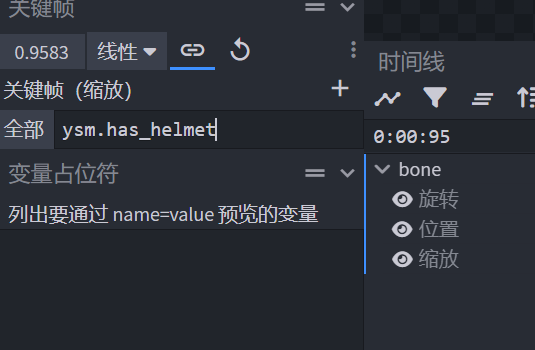 关键帧
0.9583 线性
关键帧（缩放）
全部 ysm.has_helmet
变量占位符
列出要通过 name=value 预览的变量
时间线
0:00:95
bone
旋转
位置
缩放